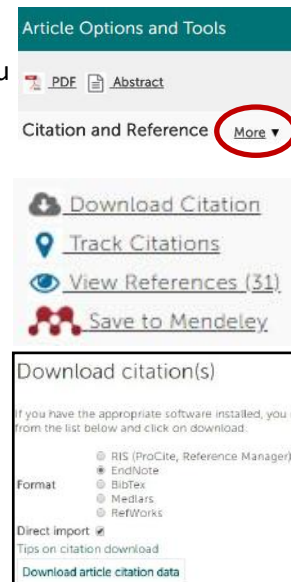 Article Options and Tools
u
PDF Abstract
Citation and Reference More ▼
Download Citation
Track Citations
View References (31)
Save to Mendeley
Download citation(s)
If you have the appropriate software installed, you
from the list below and click on download.
RIS (ProCite, Reference Manager)
EndNote
Format BibTex
Medlars
RefWorks
Direct import
Tips on citation download
Download article citation data